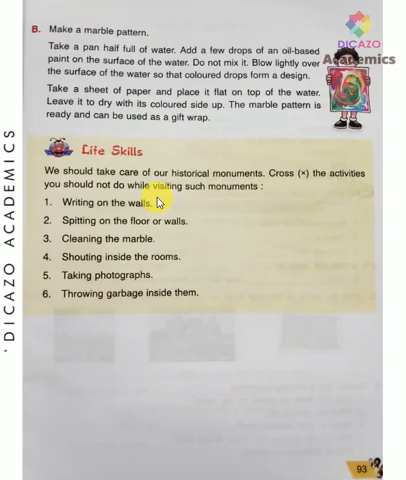 B. Make a marble pattern.
Take a pan half full of water. Add a few drops of an oil-based
paint on the surface of the water. Do not mix it. Blow lightly over
the surface of the water so that coloured drops form a design.
Take a sheet of paper and place it flat on top of the water.
Leave it to dry with its coloured side up. The marble pattern is
ready and can be used as a gift wrap.
DICAZO
Academics
Life Skills
We should take care of our historical monuments. Cross (×) the activities
you should not do while visiting such monuments :
1. Writing on the walls.
2. Spitting on the floor or walls.
3. Cleaning the marble.
4. Shouting inside the rooms.
5. Taking photographs.
6. Throwing garbage inside them.
` DICAZO ACADEMICS
93